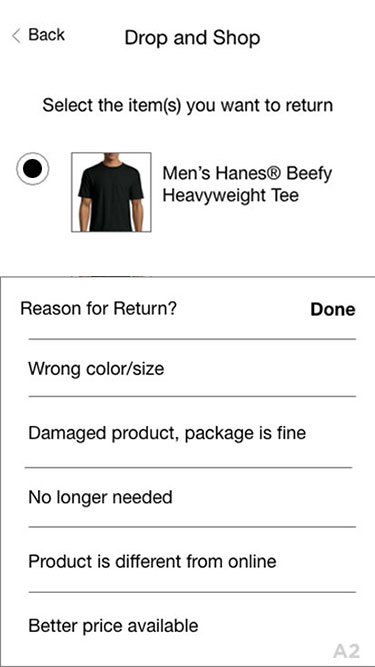 Back
Drop and Shop
Select the item(s) you want to return
Men’s Hanes® Beefy
Heavyweight Tee
Reason for Return?
Done
Wrong color/size
Damaged product, package is fine
No longer needed
Product is different from online
Better price available
A2